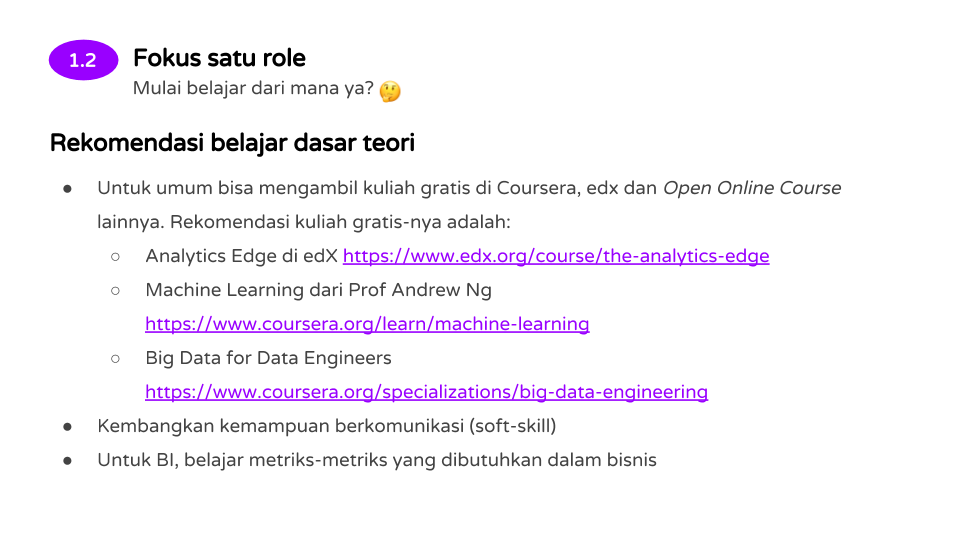 1.2
Fokus satu role
Mulai belajar dari mana ya? 🤔
Rekomendasi belajar dasar teori
● Untuk umum bisa mengambil kuliah gratis di Coursera, edx dan Open Online Course
lainnya. Rekomendasi kuliah gratis-nya adalah:
○ Analytics Edge di edX https://www.edx.org/course/the-analytics-edge
○ Machine Learning dari Prof Andrew Ng
https://www.coursera.org/learn/machine-learning
○ Big Data for Data Engineers
https://www.coursera.org/specializations/big-data-engineering
● Kembangkan kemampuan berkomunikasi (soft-skill)
● Untuk BI, belajar metriks-metriks yang dibutuhkan dalam bisnis